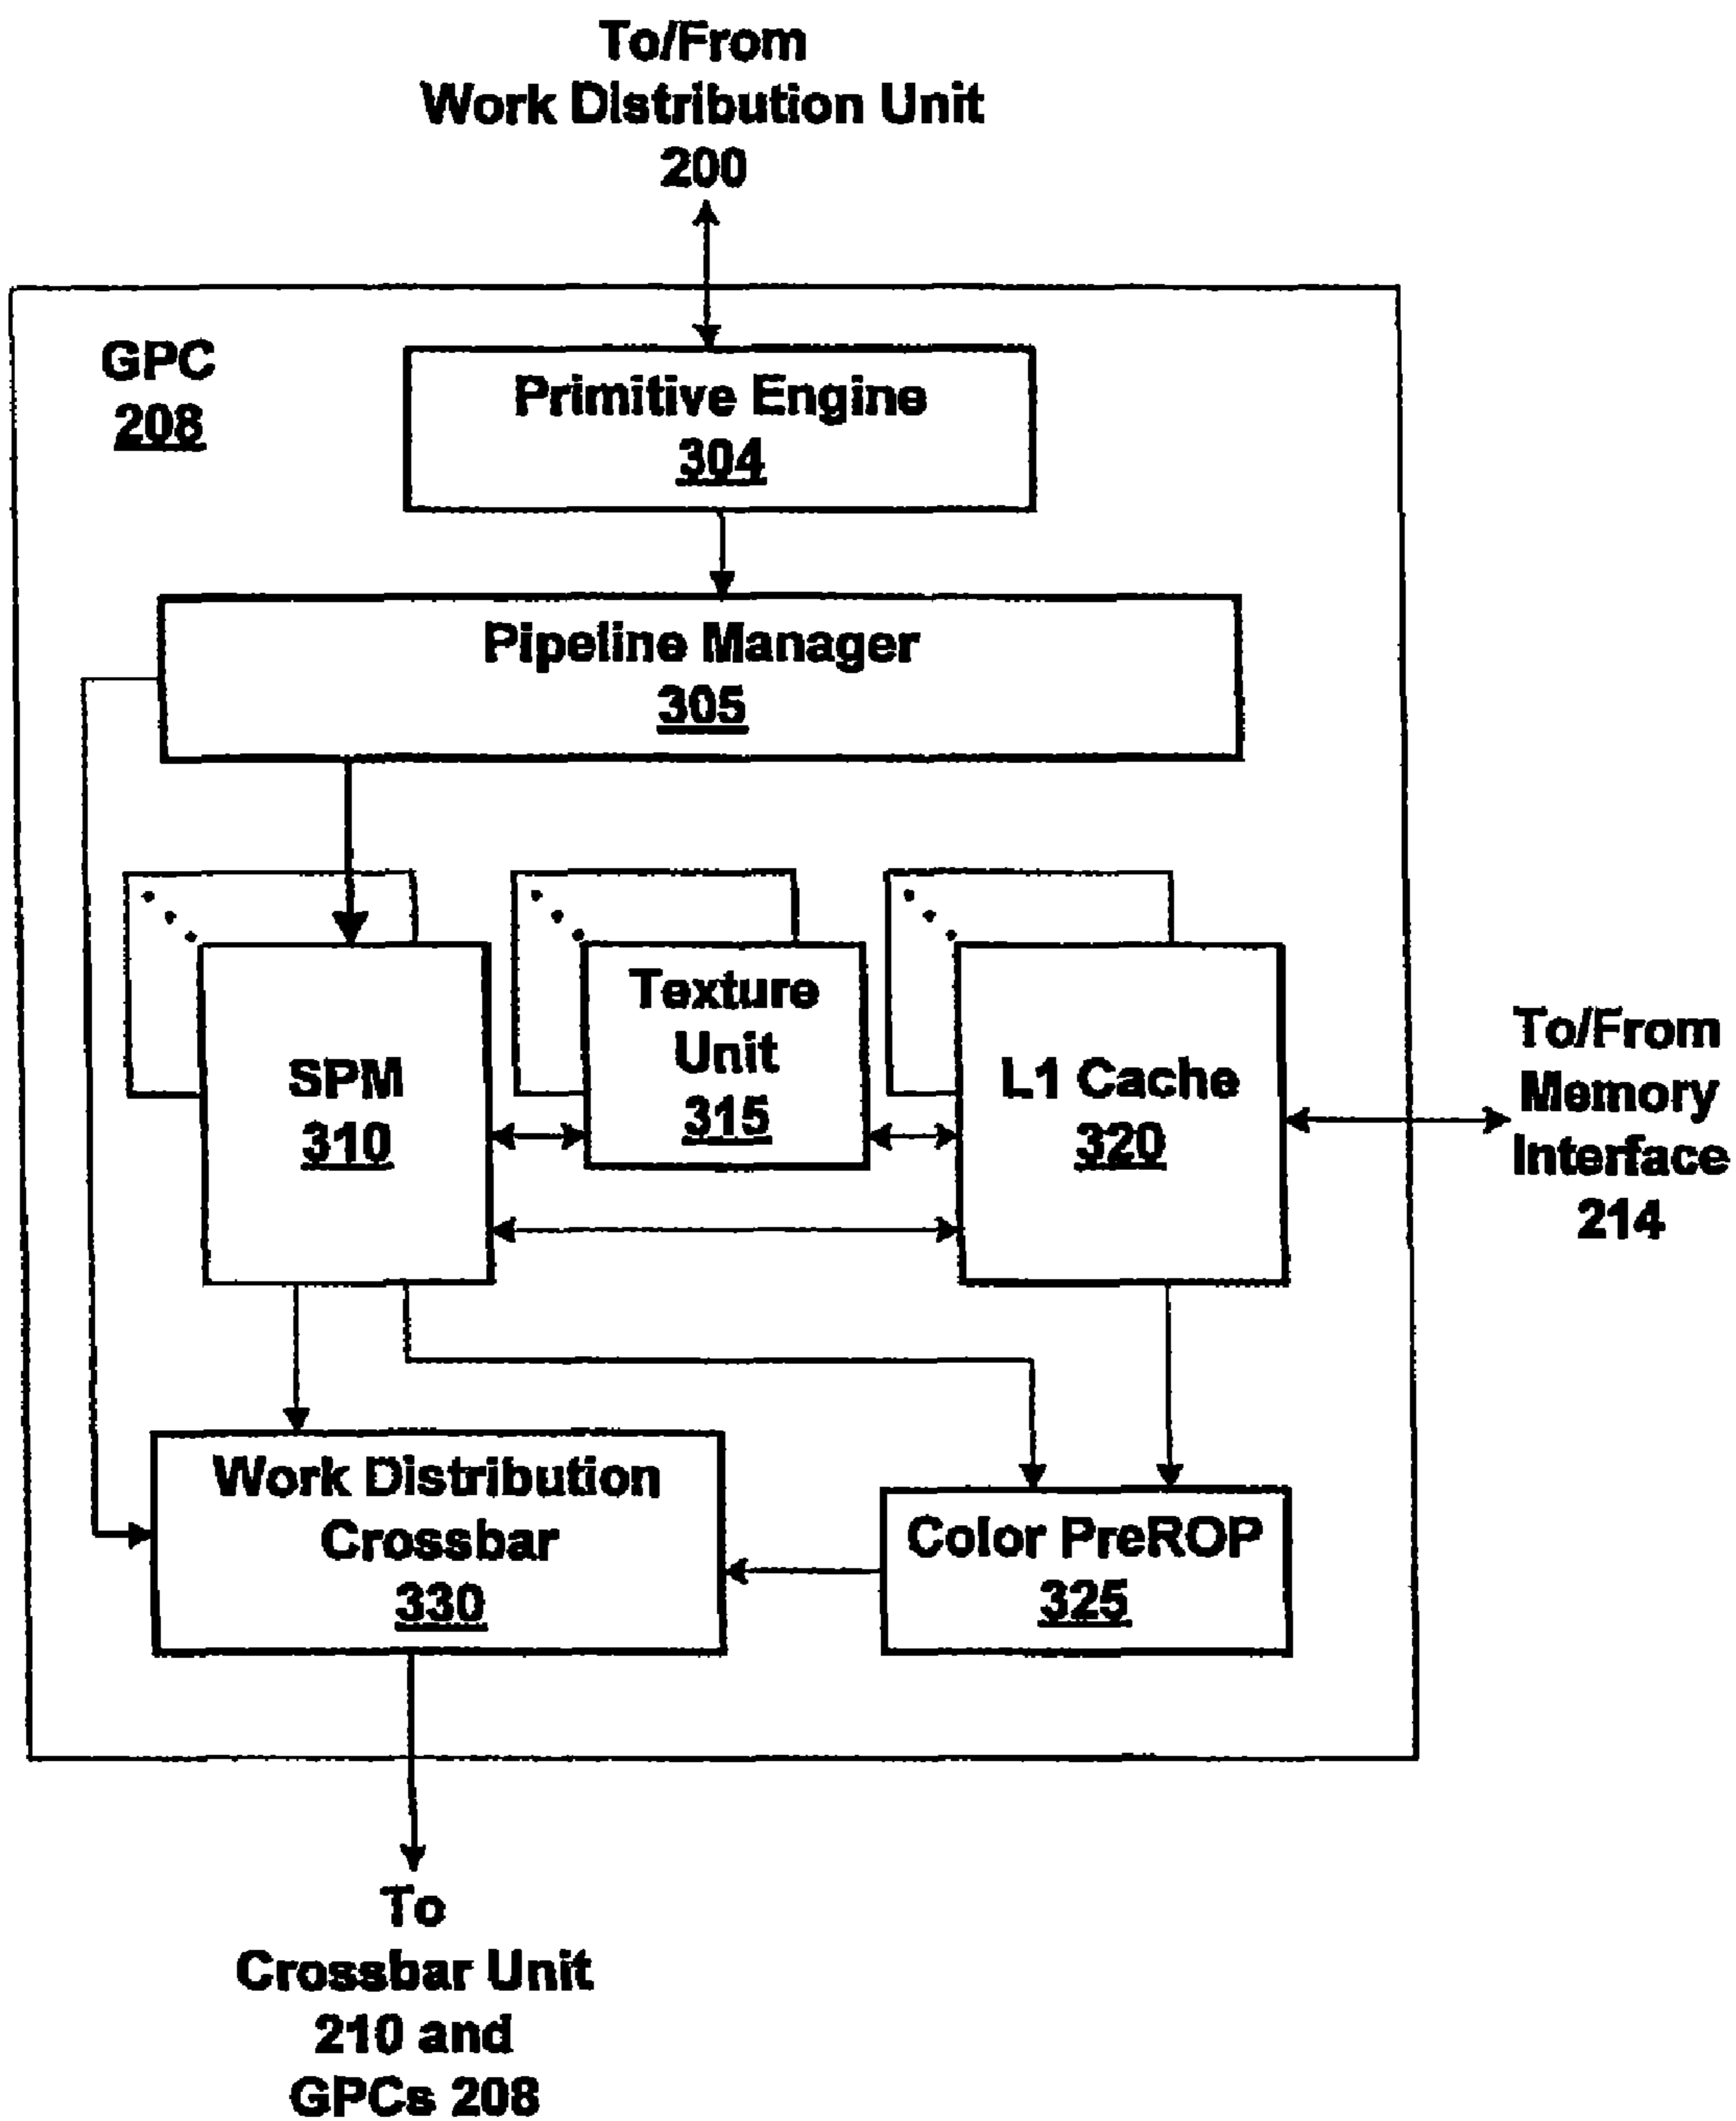 To/From
Work Distribution Unit
200
GPC
208
Primitive Engine
304
Pipeline Manager
305
SPM
310
Texture
Unit
315
L1 Cache
320
To/From
Memory
Interface
214
Work Distribution
Crossbar
330
Color PreROP
325
To
Crossbar Unit
210 and
GPCs 208